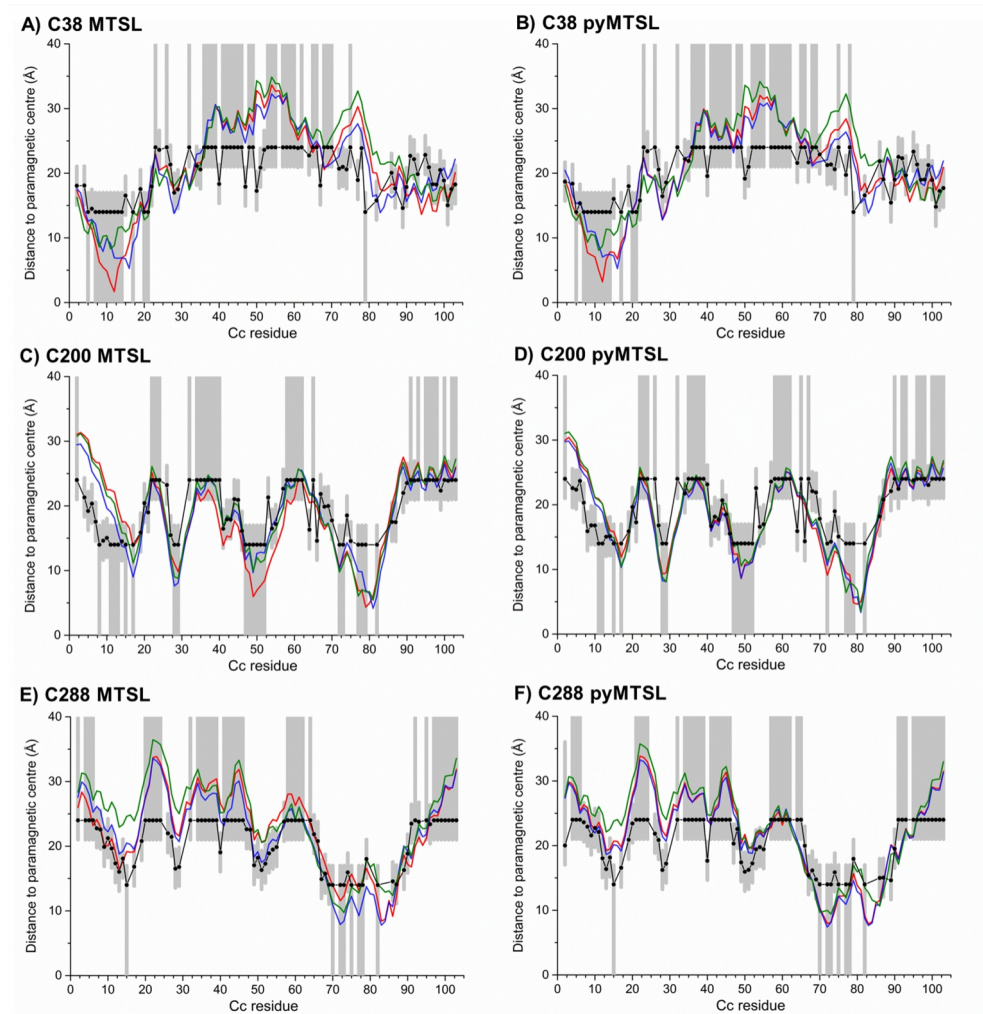 A) C38 MTSL
B) C38 pyMTSL
40
30
20
10
0
Distance to paramagnetic centre (Å)
0 10 20 30 40 50 60 70 80 90 100
Cc residue
40
30
20
10
0
Distance to paramagnetic centre (Å)
0 10 20 30 40 50 60 70 80 90 100
Cc residue
C) C200 MTSL
D) C200 pyMTSL
40
30
20
10
0
Distance to paramagnetic centre (Å)
0 10 20 30 40 50 60 70 80 90 100
Cc residue
40
30
20
10
0
Distance to paramagnetic centre (Å)
0 10 20 30 40 50 60 70 80 90 100
Cc residue
E) C288 MTSL
F) C288 pyMTSL
40
30
20
10
0
Distance to paramagnetic centre (Å)
0 10 20 30 40 50 60 70 80 90 100
Cc residue
40
30
20
10
0
Distance to paramagnetic centre (Å)
0 10 20 30 40 50 60 70 80 90 100
Cc residue